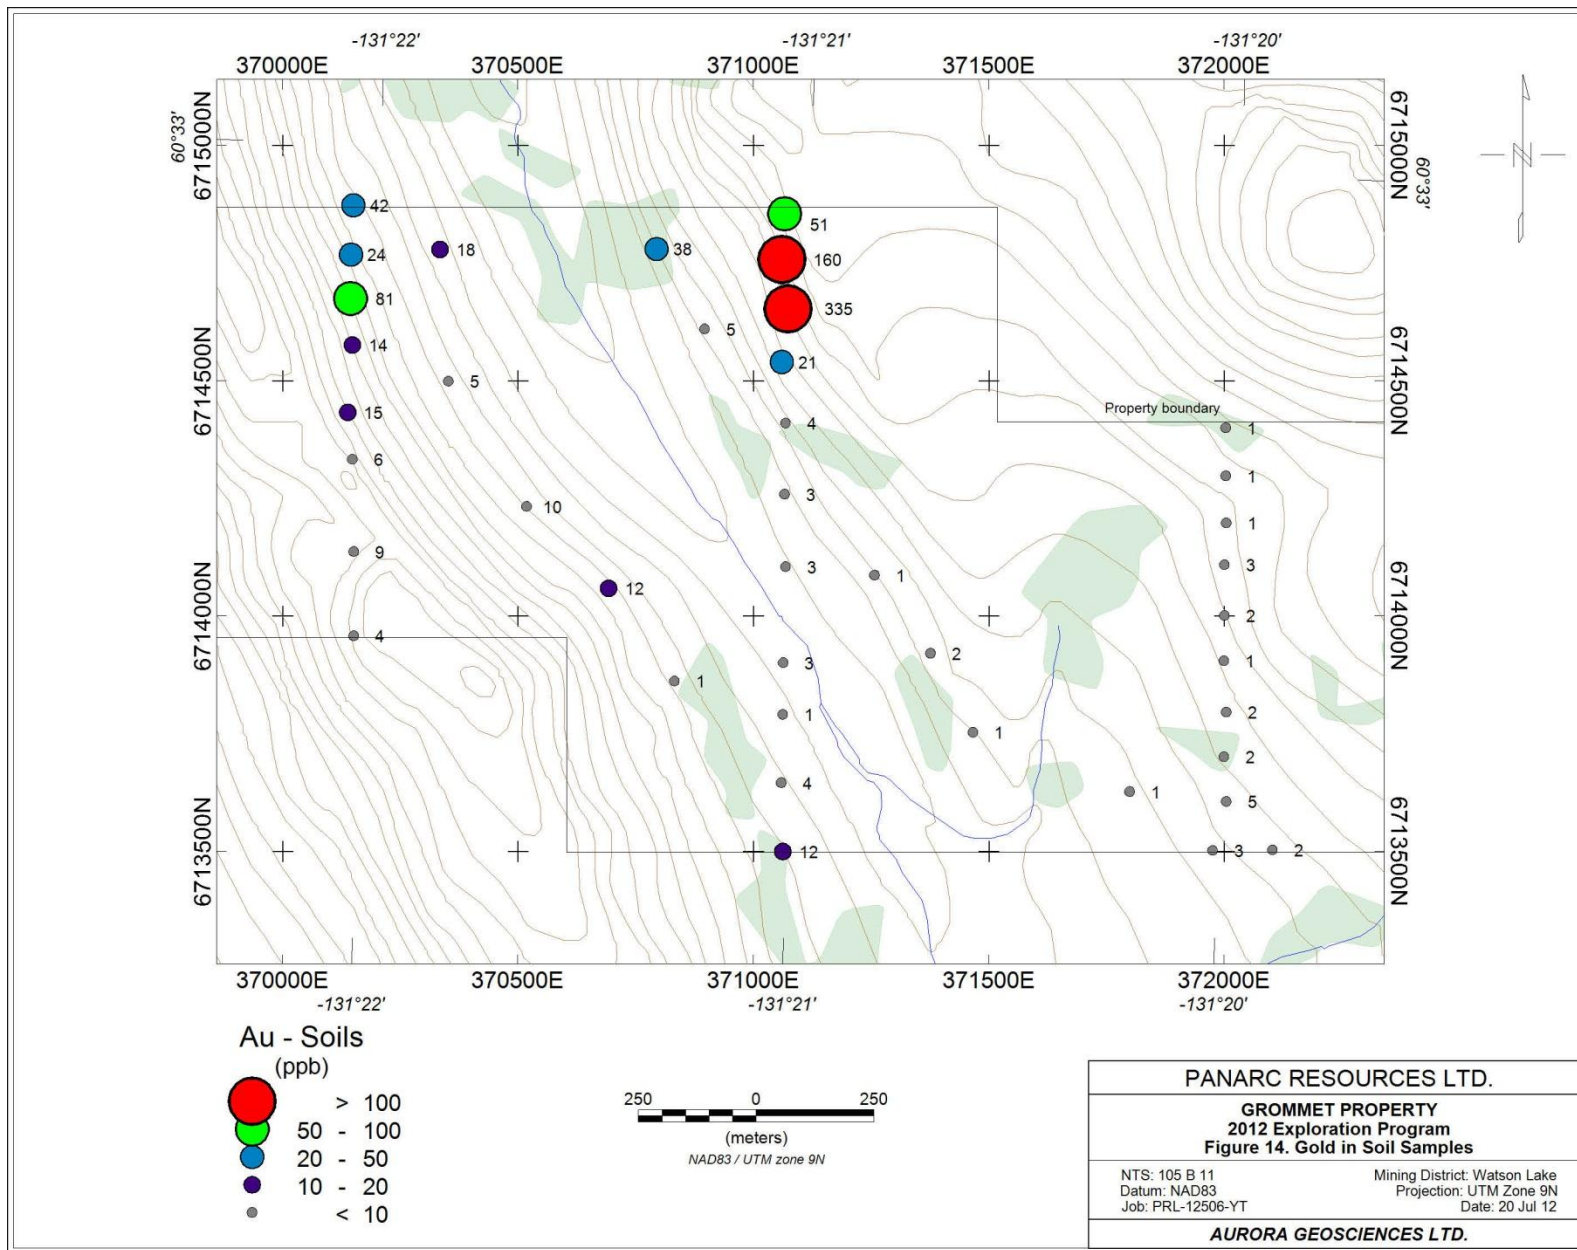 -131°22' -131°21' -131°20'
370000E 370500E 371000E 371500E 372000E
60°33'
6715000N
6715000N
60°33'
N
42
51
24
18
38
160
81
335
5
14
21
6714500N
6714500N
5
Property boundary
15
4
1
6
1
3
10
1
9
3
3
1
12
2
6714000N
6714000N
4
2
3
1
1
1
2
1
2
4
1
5
6713500N
6713500N
12
3
2
370000E 370500E 371000E 371500E 372000E
-131°22' -131°21' -131°20'
Au - Soils
(ppb)
> 100
50 - 100
20 - 50
10 - 20
< 10
250 0 250
(meters)
NAD83 / UTM zone 9N
PANARC RESOURCES LTD.
GROMMET PROPERTY
2012 Exploration Program
Figure 14. Gold in Soil Samples
NTS: 105 B 11 Mining District: Watson Lake
Datum: NAD83 Projection: UTM Zone 9N
Job: PRL-12506-YT Date: 20 Jul 12
AURORA GEOSCIENCES LTD.